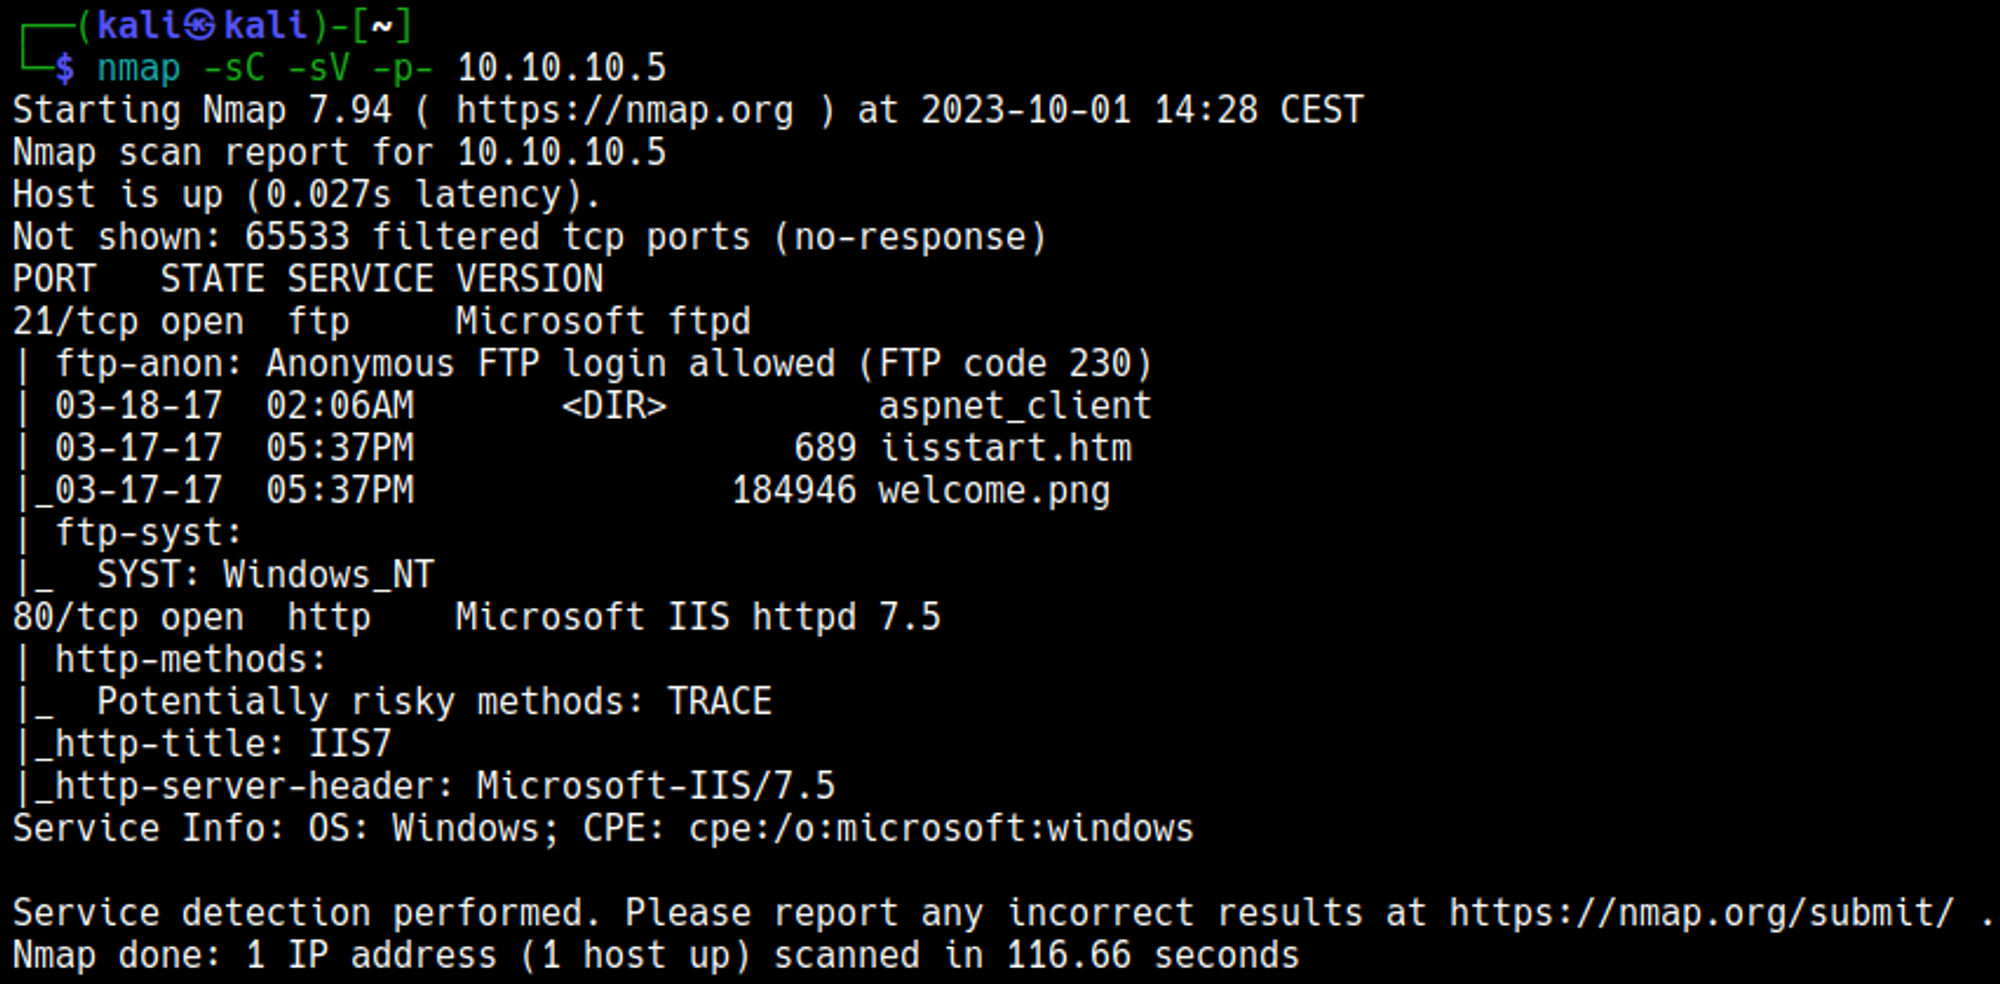 ┌──(kali㉿kali)-[~]
└─$ nmap -sC -sV -p- 10.10.10.5
Starting Nmap 7.94 ( https://nmap.org ) at 2023-10-01 14:28 CEST
Nmap scan report for 10.10.10.5
Host is up (0.027s latency).
Not shown: 65533 filtered tcp ports (no-response)
PORT   STATE SERVICE VERSION
21/tcp open  ftp     Microsoft ftpd
| ftp-anon: Anonymous FTP login allowed (FTP code 230)
| 03-18-17  02:06AM       <DIR>          aspnet_client
| 03-17-17  05:37PM                  689 iisstart.htm
|_03-17-17  05:37PM               184946 welcome.png
| ftp-syst:
|_  SYST: Windows_NT
80/tcp open  http    Microsoft IIS httpd 7.5
| http-methods:
|_  Potentially risky methods: TRACE
|_http-title: IIS7
|_http-server-header: Microsoft-IIS/7.5
Service Info: OS: Windows; CPE: cpe:/o:microsoft:windows

Service detection performed. Please report any incorrect results at https://nmap.org/submit/ .
Nmap done: 1 IP address (1 host up) scanned in 116.66 seconds